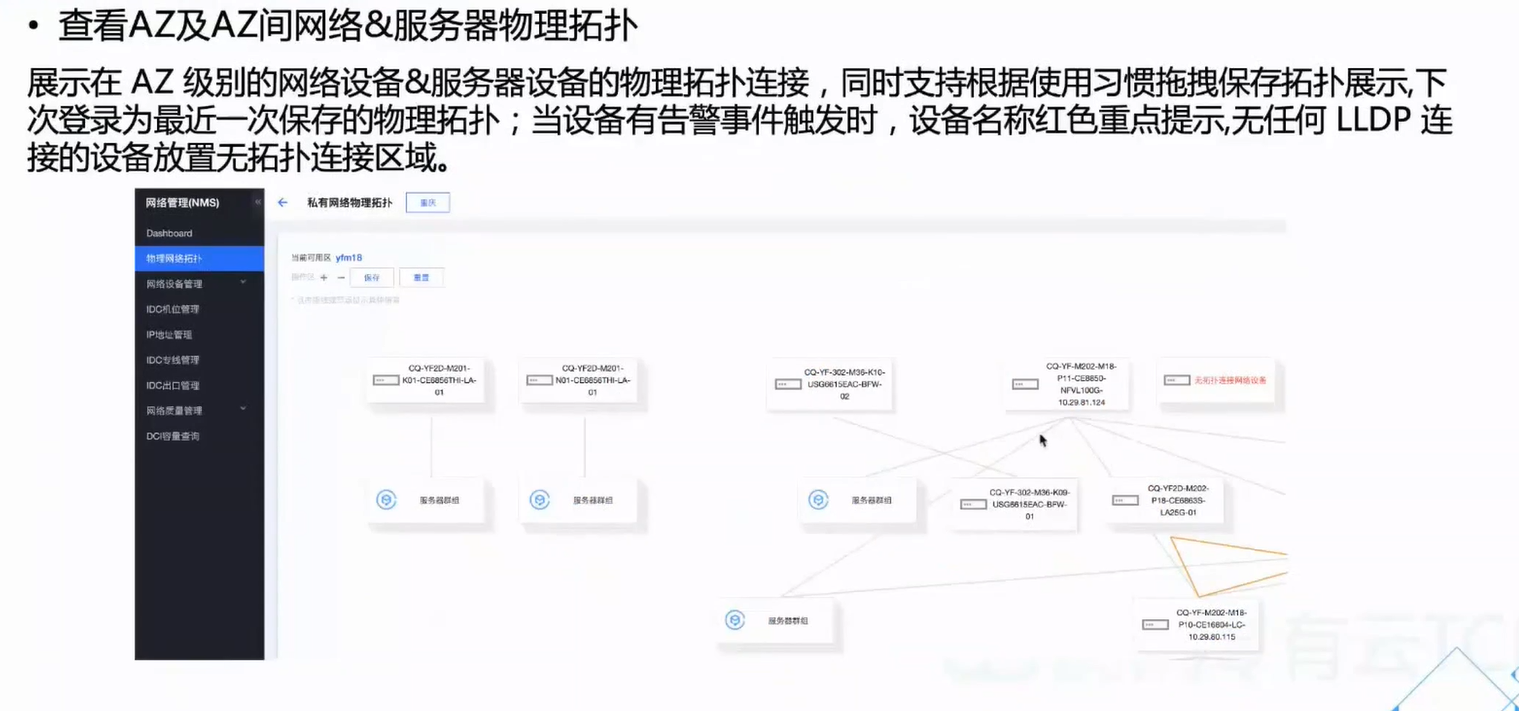 • 查看AZ及AZ间网络&服务器物理拓扑
展示在 AZ 级别的网络设备&服务器设备的物理拓扑连接，同时支持根据使用习惯拖拽保存拓扑展示,下
次登录为最近一次保存的物理拓扑；当设备有告警事件触发时，设备名称红色重点提示,无任何 LLDP 连
接的设备放置无拓扑连接区域。
网络管理(NMS)
私有网络物理拓扑
重庆
Dashboard
物理网络拓扑
网络设备管理
IDC机位管理
IP地址管理
IDC专线管理
IDC出口管理
网络质量管理
DCI容量查询
当前可用区 yfm18
操作区 + −
保存
重置
CQ-YF2D-M201-
K01-CE6856THI-LA-
01
CQ-YF2D-M201-
N01-CE6856THI-LA-
01
CQ-YF-302-M36-K10-
USG6615EAC-BFW-
02
CQ-YF-M202-M18-
P11-CE8850-
NFVL100G-
10.29.81.124
无拓扑连接网络设备
服务器群组
服务器群组
服务器群组
CQ-YF-302-M36-K09-
USG6615EAC-BFW-
01
CQ-YF2D-M202-
P18-CE6863S-
LA25G-01
服务器群组
CQ-YF-M202-M18-
P10-CE16804-LC-
10.29.80.115
有云TC